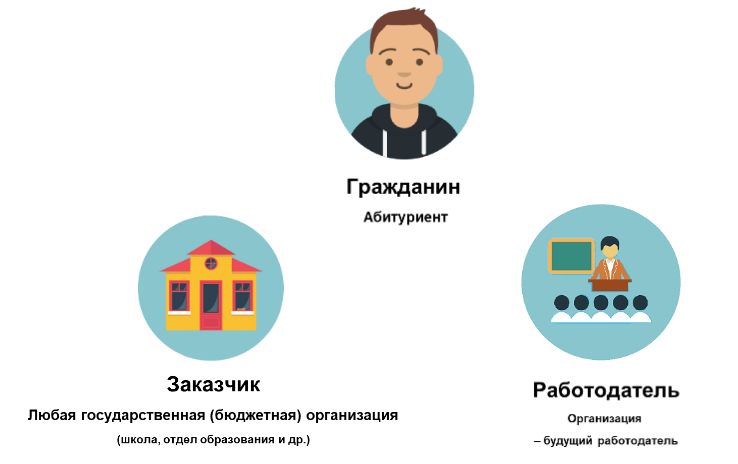 Гражданин
Абитуриент
Заказчик
Любая государственная (бюджетная) организация
(школа, отдел образования и др.)
Работодатель
Организация
– будущий работодатель